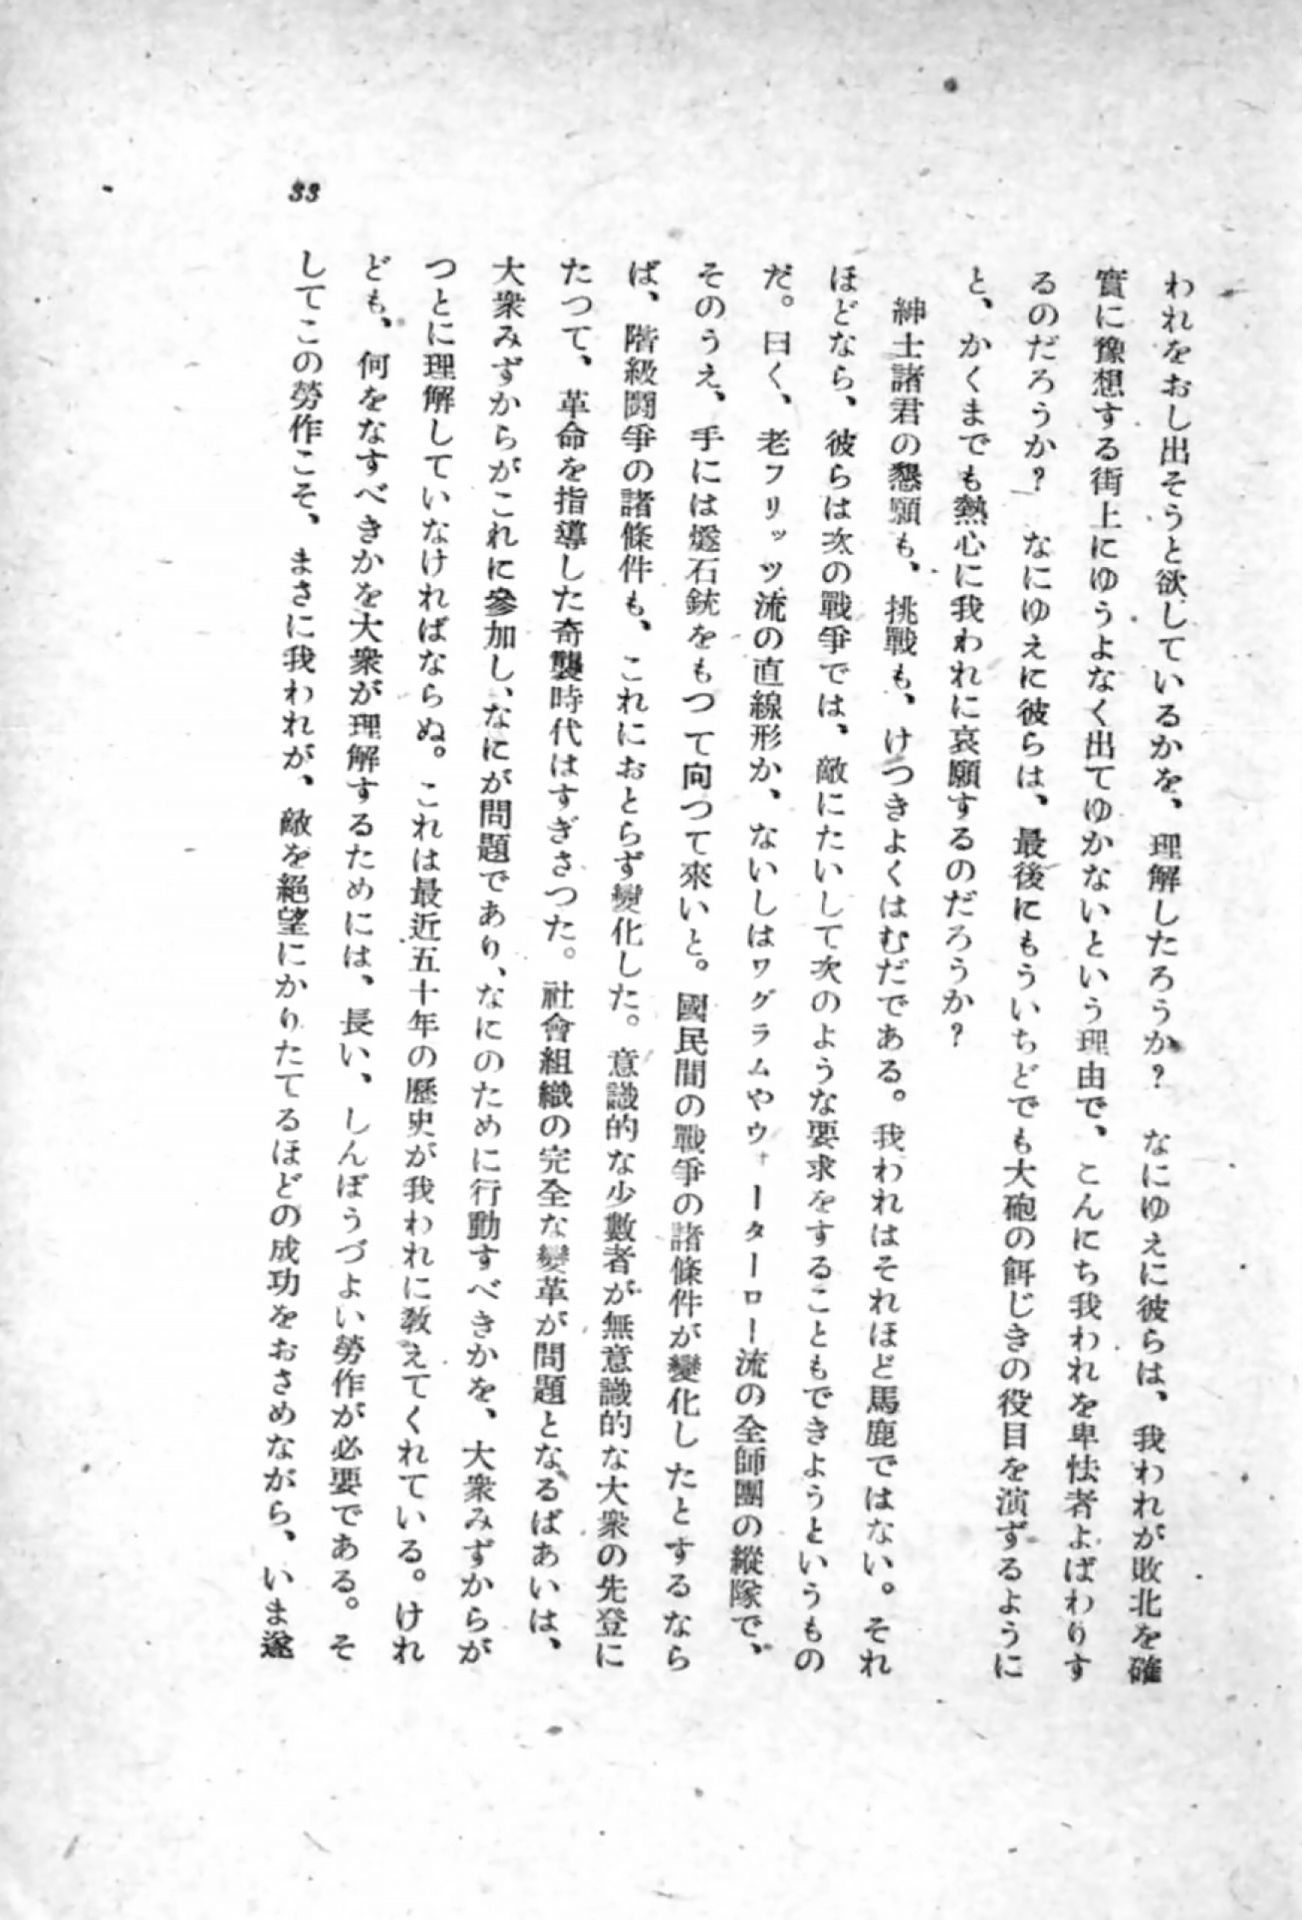 われをおし出そうと欲しているかを、理解したろうか？　なにゆえに彼らは、我われが敗北を確
實に豫想する街上にゆうよなく出てゆかないという理由で、こんにち我われを卑怯者よばわりす
るのだろうか？　なにゆえに彼らは、最後にもういちどでも大砲の餌じきの役目を演ずるように
と、かくまでも熱心に我われに哀願するのだろうか？
　紳士諸君の懇願も、挑戰も、けつきよくはむだである。我われはそれほど馬鹿ではない。それ
ほどなら、彼らは次の戰爭では、敵にたいして次のような要求をすることもできようというもの
だ。曰く、老フリッツ流の直線形か、ないしはワグラムやウォーターロー流の全師團の縱隊で、
そのうえ、手には燧石銃をもつて向つて來いと。國民間の戰爭の諸條件が變化したとするなら
ば、階級鬪爭の諸條件も、これにおとらず變化した。意識的な少數者が無意識的な大衆の先登に
たつて、革命を指導した奇襲時代はすぎさつた。社會組織の完全な變革が問題となるばあいは、
大衆みずからがこれに參加し、なにが問題であり、なにのために行動すべきかを、大衆みずからが
つとに理解していなければならぬ。これは最近五十年の歷史が我われに敎えてくれている。けれ
ども、何をなすべきかを大衆が理解するためには、長い、しんぼうづよい勞作が必要である。そ
してこの勞作こそ、まさに我われが、敵を絕望にかりたてるほどの成功をおさめながら、いま遂
33